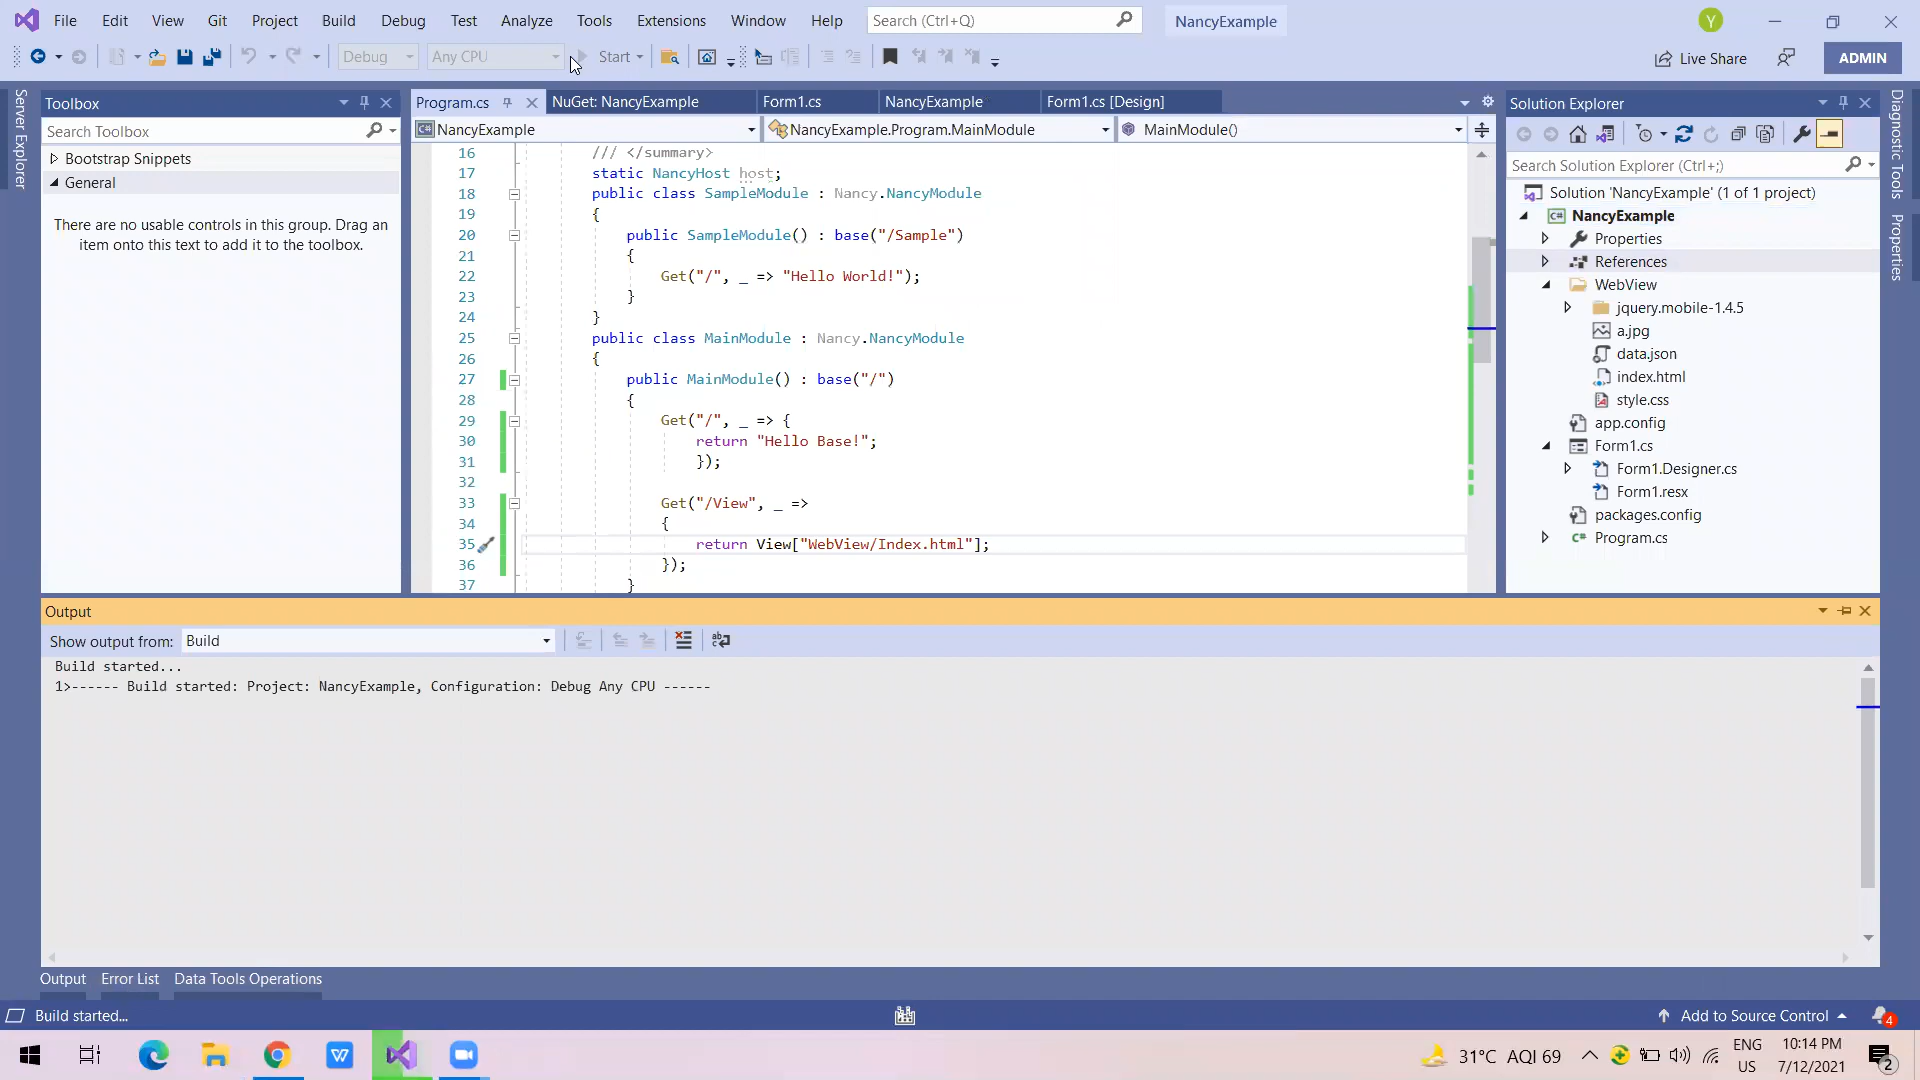 File Edit View Git Project Build Debug Test Analyze Tools Extensions Window Help Search (Ctrl+Q) NancyExample Y
Debug Any CPU Start Live Share ADMIN
Server Explorer
Toolbox
Search Toolbox
Bootstrap Snippets
General
There are no usable controls in this group. Drag an
item onto this text to add it to the toolbox.
Program.cs NuGet: NancyExample Form1.cs NancyExample Form1.cs [Design]
NancyExample NancyExample.Program.MainModule MainModule()
16 /// </summary>
17 static NancyHost host;
18 public class SampleModule : Nancy.NancyModule
19 {
20 public SampleModule() : base("/Sample")
21 {
22 Get("/", _ => "Hello World!");
23 }
24 }
25 public class MainModule : Nancy.NancyModule
26 {
27 public MainModule() : base("/")
28 {
29 Get("/", _ => {
30 return "Hello Base!";
31 });
32
33 Get("/View", _ =>
34 {
35 return View["WebView/Index.html"];
36 });
37 }
Solution Explorer
Search Solution Explorer (Ctrl+;)
Solution 'NancyExample' (1 of 1 project)
NancyExample
Properties
References
WebView
jquery.mobile-1.4.5
a.jpg
data.json
index.html
style.css
app.config
Form1.cs
Form1.Designer.cs
Form1.resx
packages.config
Program.cs
Diagnostic Tools
Properties
Output
Show output from: Build
Build started...
1>------ Build started: Project: NancyExample, Configuration: Debug Any CPU ------
Output Error List Data Tools Operations
Build started... Add to Source Control 4
31°C AQI 69 ENG US 10:14 PM 7/12/2021 2